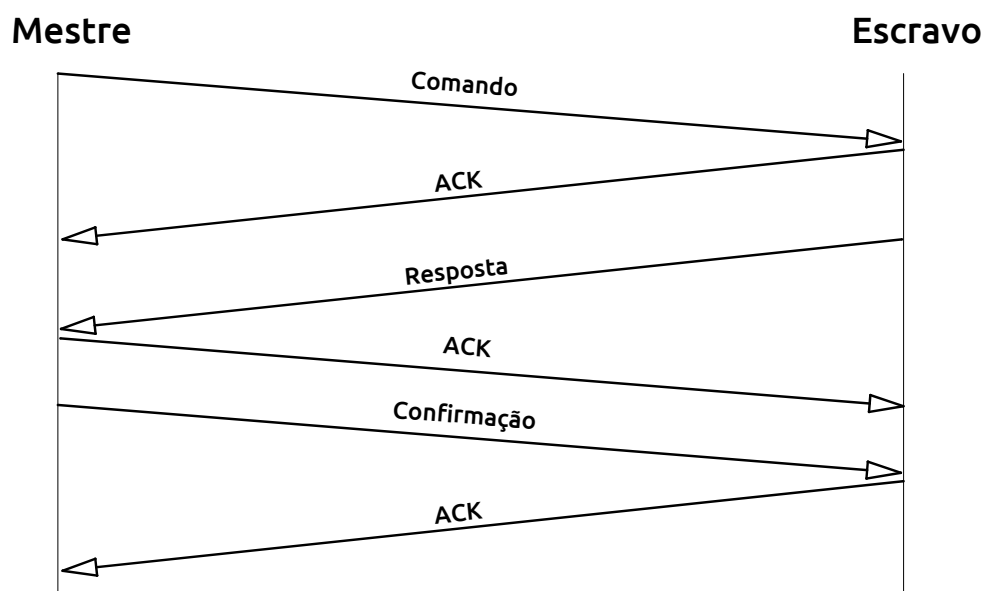 Mestre
Escravo
Comando
ACK
Resposta
ACK
Confirmação
ACK